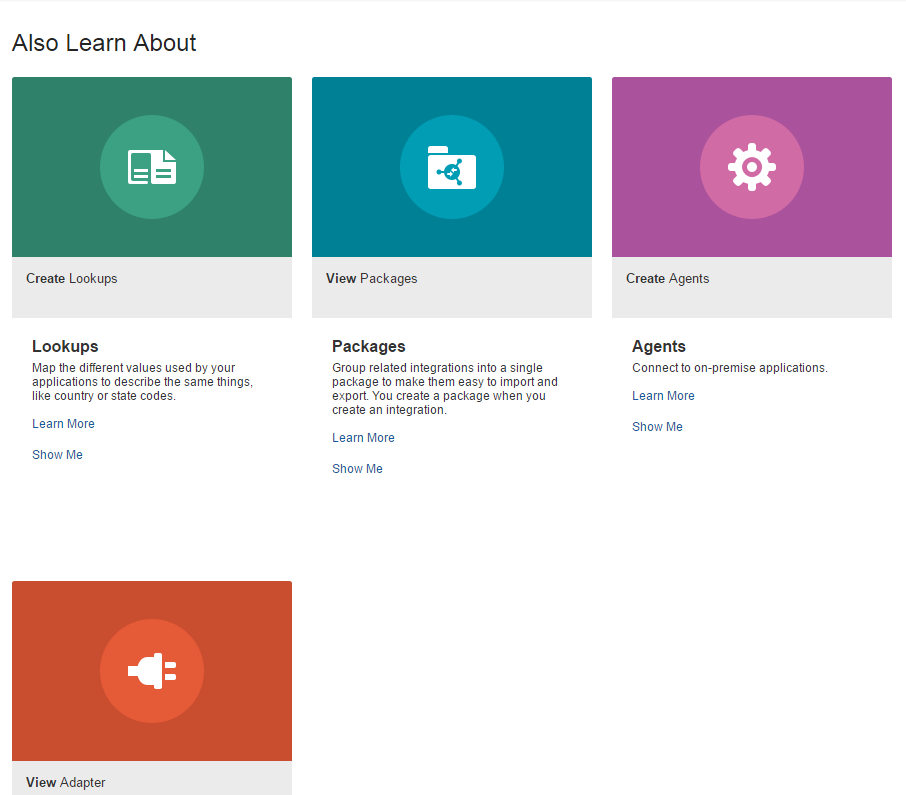 Also Learn About
Create Lookups
View Packages
Create Agents
Lookups
Map the different values used by your
applications to describe the same things,
like country or state codes.
Learn More
Show Me
Packages
Group related integrations into a single
package to make them easy to import and
export. You create a package when you
create an integration.
Learn More
Show Me
Agents
Connect to on-premise applications.
Learn More
Show Me
View Adapter